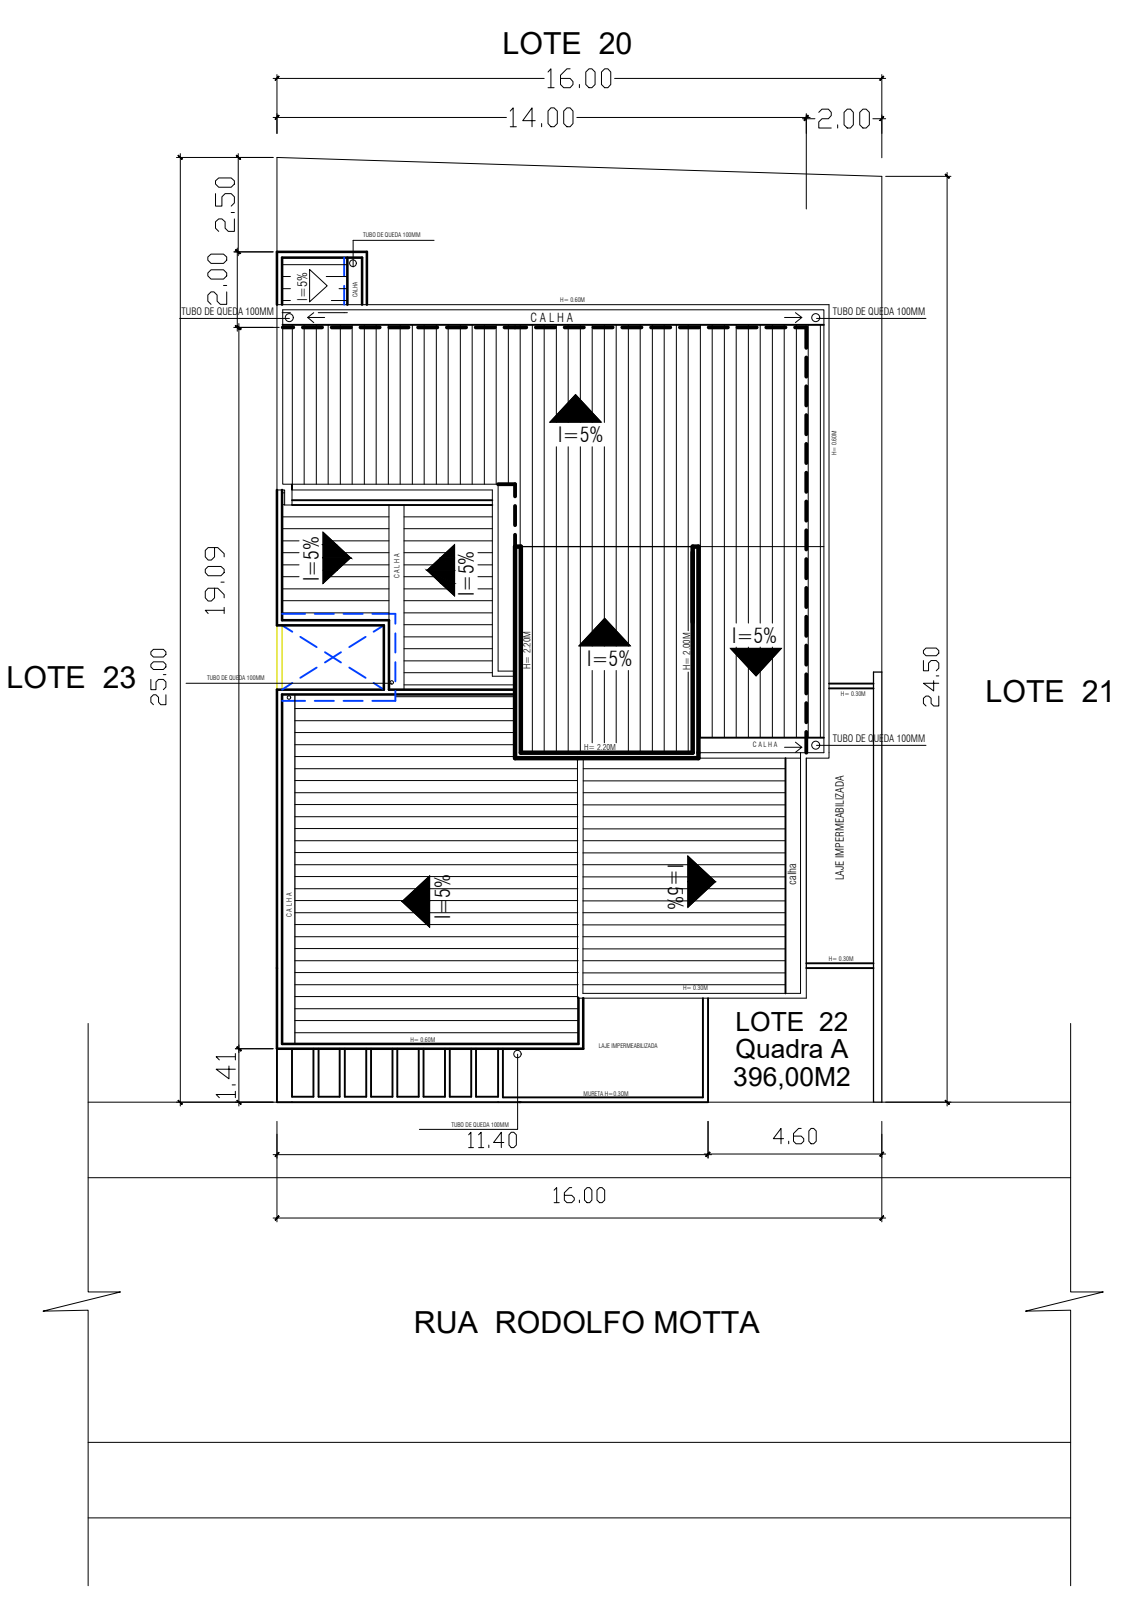 LOTE 20
16.00
14.00
2.00
2.50
TUBO DE QUEDA 100MM
2.00
I=5%
CALHA
H= 0.60M
TUBO DE QUEDA 100MM
CALHA
TUBO DE QUEDA 100MM
I=5%
H= 0.60M
19.09
I=5%
CALHA
I=5%
H= 2.20M
I=5%
H= 2.00M
I=5%
LOTE 23
25.00
TUBO DE QUEDA 100MM
24.50
LOTE 21
H= 0.30M
H= 2.20M
CALHA
TUBO DE QUEDA 100MM
LAJE IMPERMEABILIZADA
CALHA
I=5%
I=5%
calha
H= 0.30M
H= 0.30M
LOTE 22
Quadra A
396,00M2
H= 0.60M
LAJE IMPERMEABILIZADA
1.41
MURETA H=0.30M
TUBO DE QUEDA 100MM
11.40
4.60
16.00
RUA RODOLFO MOTTA